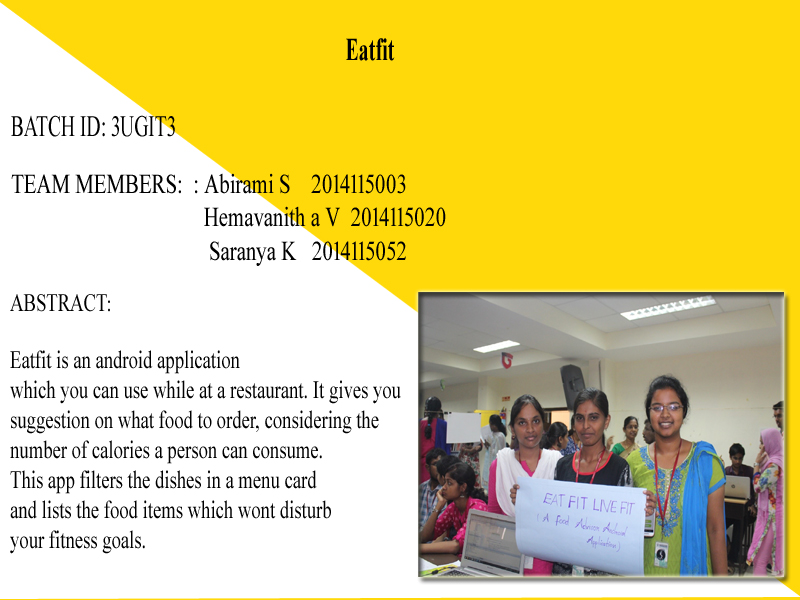 Eatfit
BATCH ID: 3UGIT3
TEAM MEMBERS:  : Abirami S    2014115003
Hemavanith a V  2014115020
Saranya K   2014115052
ABSTRACT:
Eatfit is an android application
which you can use while at a restaurant. It gives you
suggestion on what food to order, considering the
number of calories a person can consume.
This app filters the dishes in a menu card
and lists the food items which wont disturb
your fitness goals.
EAT FIT LIVE FIT
( A Food Advisor Android
Application)